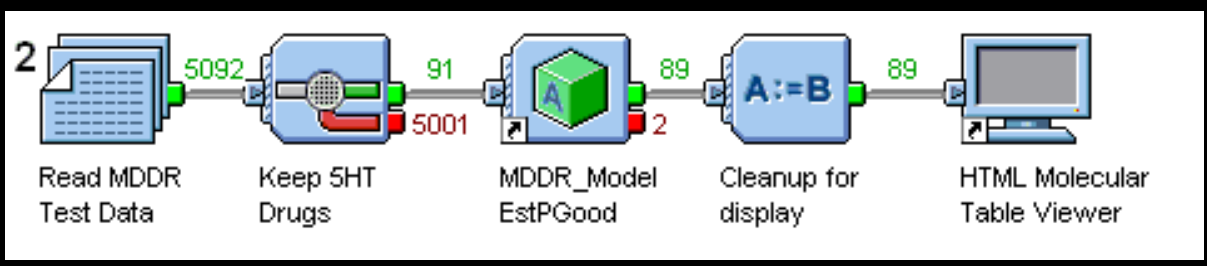 2
5092
91
89
89
A
A:=B
5001
2
Read MDDR
Test Data
Keep 5HT
Drugs
MDDR_Model
EstPGood
Cleanup for
display
HTML Molecular
Table Viewer